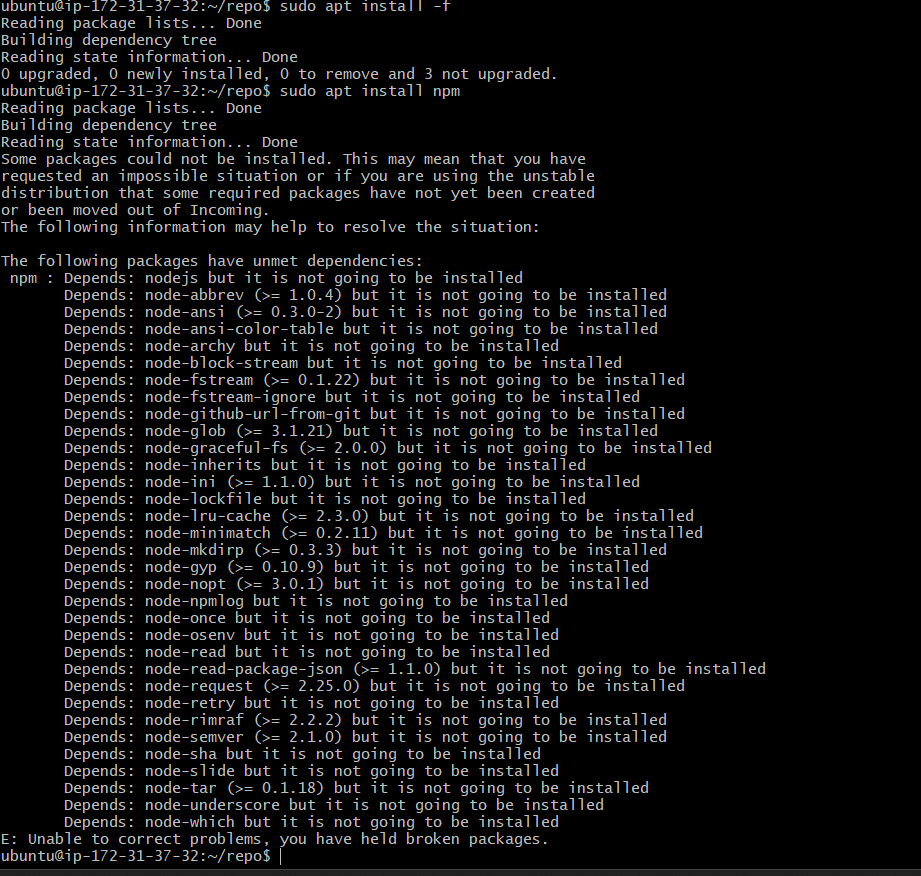 ubuntu@ip-172-31-37-32:~/repo$ sudo apt install -f
Reading package lists... Done
Building dependency tree
Reading state information... Done
0 upgraded, 0 newly installed, 0 to remove and 3 not upgraded.
ubuntu@ip-172-31-37-32:~/repo$ sudo apt install npm
Reading package lists... Done
Building dependency tree
Reading state information... Done
Some packages could not be installed. This may mean that you have
requested an impossible situation or if you are using the unstable
distribution that some required packages have not yet been created
or been moved out of Incoming.
The following information may help to resolve the situation:

The following packages have unmet dependencies:
 npm : Depends: nodejs but it is not going to be installed
       Depends: node-abbrev (>= 1.0.4) but it is not going to be installed
       Depends: node-ansi (>= 0.3.0-2) but it is not going to be installed
       Depends: node-ansi-color-table but it is not going to be installed
       Depends: node-archy but it is not going to be installed
       Depends: node-block-stream but it is not going to be installed
       Depends: node-fstream (>= 0.1.22) but it is not going to be installed
       Depends: node-fstream-ignore but it is not going to be installed
       Depends: node-github-url-from-git but it is not going to be installed
       Depends: node-glob (>= 3.1.21) but it is not going to be installed
       Depends: node-graceful-fs (>= 2.0.0) but it is not going to be installed
       Depends: node-inherits but it is not going to be installed
       Depends: node-ini (>= 1.1.0) but it is not going to be installed
       Depends: node-lockfile but it is not going to be installed
       Depends: node-lru-cache (>= 2.3.0) but it is not going to be installed
       Depends: node-minimatch (>= 0.2.11) but it is not going to be installed
       Depends: node-mkdirp (>= 0.3.3) but it is not going to be installed
       Depends: node-gyp (>= 0.10.9) but it is not going to be installed
       Depends: node-nopt (>= 3.0.1) but it is not going to be installed
       Depends: node-npmlog but it is not going to be installed
       Depends: node-once but it is not going to be installed
       Depends: node-osenv but it is not going to be installed
       Depends: node-read but it is not going to be installed
       Depends: node-read-package-json (>= 1.1.0) but it is not going to be installed
       Depends: node-request (>= 2.25.0) but it is not going to be installed
       Depends: node-retry but it is not going to be installed
       Depends: node-rimraf (>= 2.2.2) but it is not going to be installed
       Depends: node-semver (>= 2.1.0) but it is not going to be installed
       Depends: node-sha but it is not going to be installed
       Depends: node-slide but it is not going to be installed
       Depends: node-tar (>= 0.1.18) but it is not going to be installed
       Depends: node-underscore but it is not going to be installed
       Depends: node-which but it is not going to be installed
E: Unable to correct problems, you have held broken packages.
ubuntu@ip-172-31-37-32:~/repo$